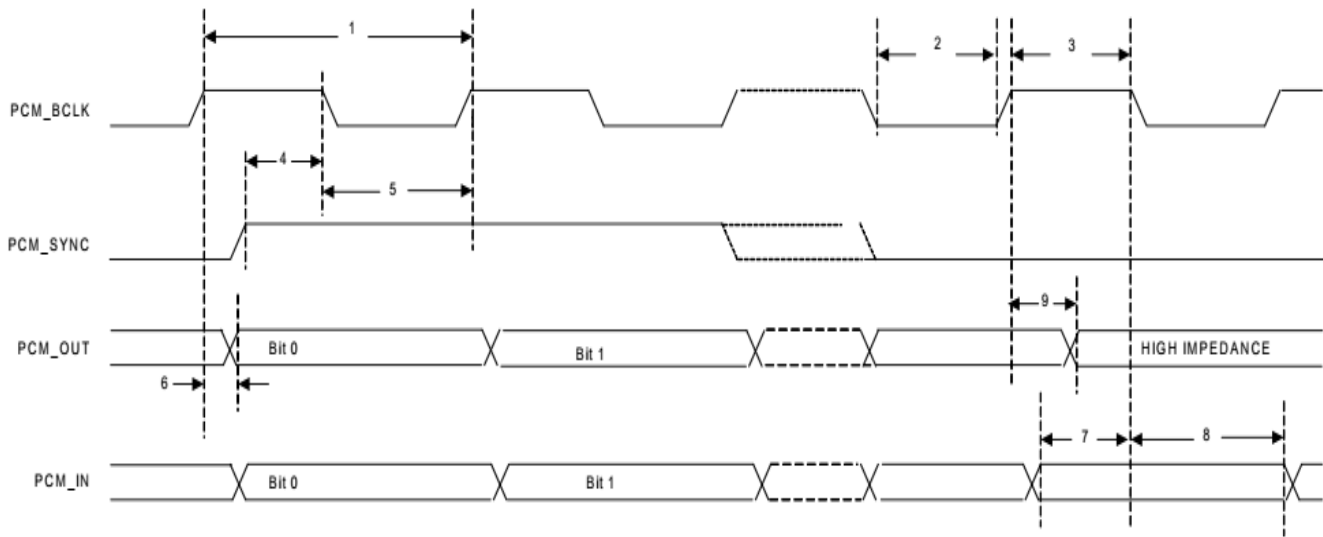 1
2
3
PCM_BCLK
4
5
PCM_SYNC
9
PCM_OUT
Bit 0
Bit 1
HIGH IMPEDANCE
6
7
8
PCM_IN
Bit 0
Bit 1